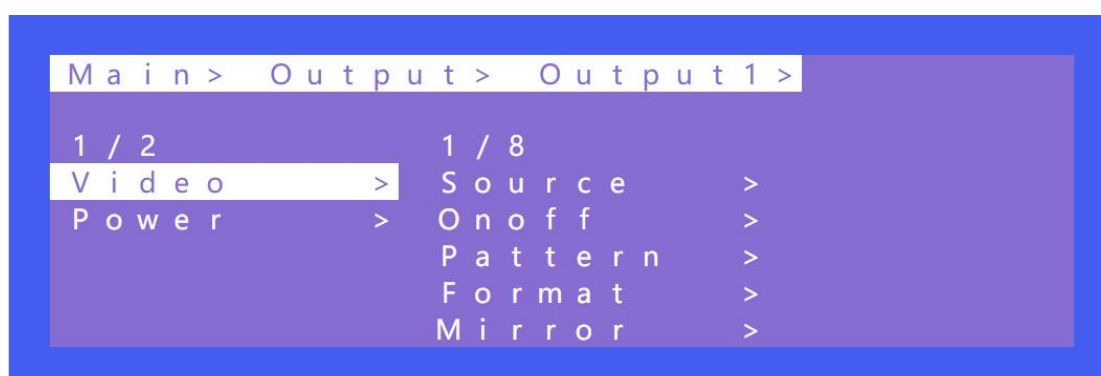 Main> Output> Output1>
1/2 1/8
Video > Source >
Power > Onoff >
Pattern >
Format >
Mirror >